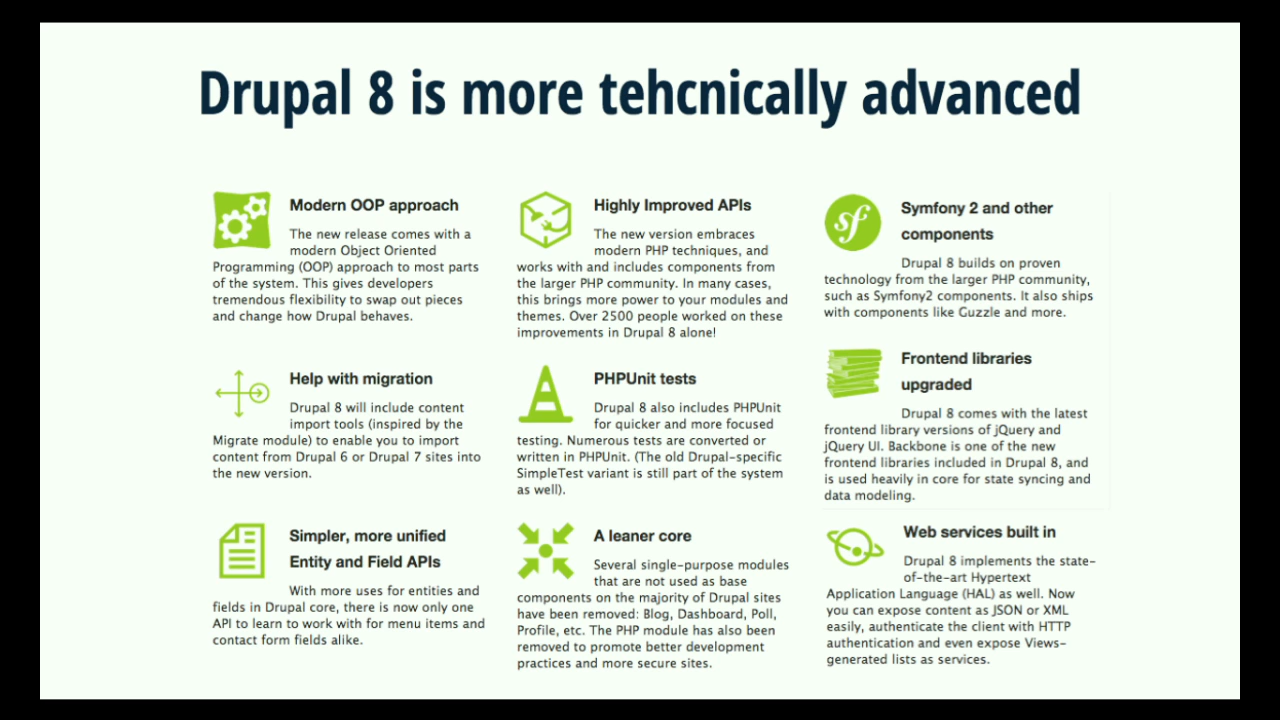 Drupal 8 is more tehcnically advanced
Modern OOP approach
The new release comes with a
modern Object Oriented
Programming (OOP) approach to most parts
of the system. This gives developers
tremendous flexibility to swap out pieces
and change how Drupal behaves.
Highly Improved APIs
The new version embraces
modern PHP techniques, and
works with and includes components from
the larger PHP community. In many cases,
this brings more power to your modules and
themes. Over 2500 people worked on these
improvements in Drupal 8 alone!
sf
Symfony 2 and other
components
Drupal 8 builds on proven
technology from the larger PHP community,
such as Symfony2 components. It also ships
with components like Guzzle and more.
Help with migration
Drupal 8 will include content
import tools (inspired by the
Migrate module) to enable you to import
content from Drupal 6 or Drupal 7 sites into
the new version.
PHPUnit tests
Drupal 8 also includes PHPUnit
for quicker and more focused
testing. Numerous tests are converted or
written in PHPUnit. (The old Drupal-specific
SimpleTest variant is still part of the system
as well).
Frontend libraries
upgraded
Drupal 8 comes with the latest
frontend library versions of jQuery and
jQuery UI. Backbone is one of the new
frontend libraries included in Drupal 8, and
is used heavily in core for state syncing and
data modeling.
Simpler, more unified
Entity and Field APIs
With more uses for entities and
fields in Drupal core, there is now only one
API to learn to work with for menu items and
contact form fields alike.
A leaner core
Several single-purpose modules
that are not used as base
components on the majority of Drupal sites
have been removed: Blog, Dashboard, Poll,
Profile, etc. The PHP module has also been
removed to promote better development
practices and more secure sites.
Web services built in
Drupal 8 implements the state-
of-the-art Hypertext
Application Language (HAL) as well. Now
you can expose content as JSON or XML
easily, authenticate the client with HTTP
authentication and even expose Views-
generated lists as services.